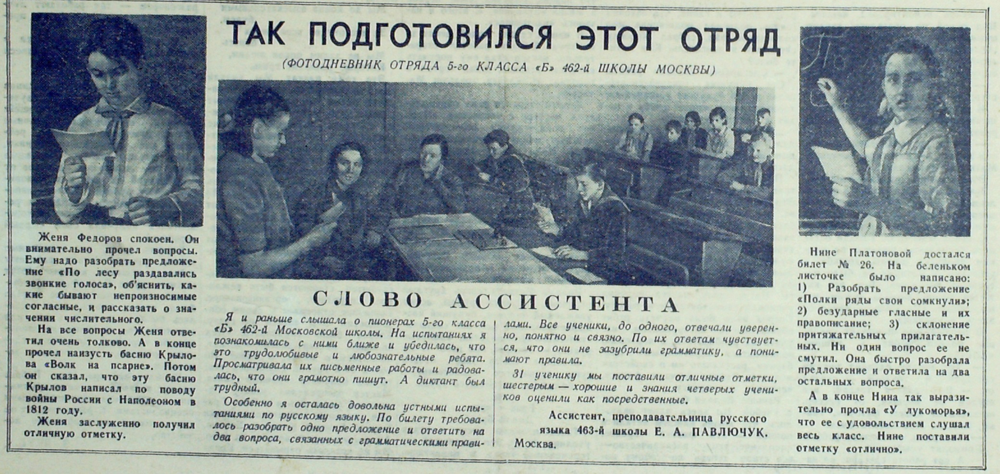 ТАК ПОДГОТОВИЛСЯ ЭТОТ ОТРЯД
(ФОТОДНЕВНИК ОТРЯДА 5-го КЛАССА «Б» 462-й ШКОЛЫ МОСКВЫ)
Женя Федоров спокоен. Он
внимательно прочел вопросы.
Ему надо разобрать предложе-
ние «По лесу раздавались
звонкие голоса», об'яснить, ка-
кие бывают непроизносимые
согласные, и рассказать о зна-
чении числительного.
На все вопросы Женя отве-
тил очень толково. А в конце
прочел наизусть басню Крыло-
ва «Волк на псарне». Потом
он сказал, что эту басню
Крылов написал по поводу
войны России с Наполеоном в
1812 году.
Женя заслуженно получил
отличную отметку.
СЛОВО АССИСТЕНТА
Я и раньше слышала о пионерах 5-го класса
«Б» 462-й Московской школы. На испытаниях я
познакомилась с ними ближе и убедилась, что
это трудолюбивые и любознательные ребята.
Просматривала их письменные работы и радова-
лась, что они грамотно пишут. А диктант был
трудный.
Особенно я осталась довольна устными испы-
таниями по русскому языку. По билету требова-
лось разобрать одно предложение и ответить на
два вопроса, связанных с грамматическими прави-
лами. Все ученики, до одного, отвечали уверен-
но, понятно и связно. По их ответам чувствует-
ся, что они не зазубрили грамматику, а пони-
мают правила.
31 ученику мы поставили отличные отметки,
шестерым — хорошие и знания четверых учени-
ков оценили как посредственные.
Ассистент, преподавательница русского
языка 463-й школы Е. А. ПАВЛЮЧУК.
Москва.
Нине Платоновой достался
билет № 26. На беленьком
листочке было написано:
1) Разобрать предложение
«Полки ряды свои сомкнули»;
2) безударные гласные и их
правописание; 3) склонение
притяжательных прилагатель-
ных. Ни один вопрос ее не
смутил. Она быстро разобрала
предложение и ответила на два
остальных вопроса.
А в конце Нина так вырази-
тельно прочла «У лукоморья»,
что ее с удовольствием слушал
весь класс. Нине поставили
отметку «отлично».